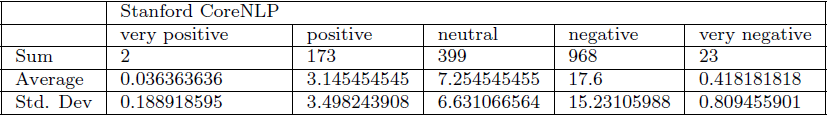 Stanford CoreNLP
very positive positive neutral negative very negative
Sum 2 173 399 968 23
Average 0.036363636 3.145454545 7.254545455 17.6 0.418181818
Std. Dev 0.188918595 3.498243908 6.631066564 15.23105988 0.809455901